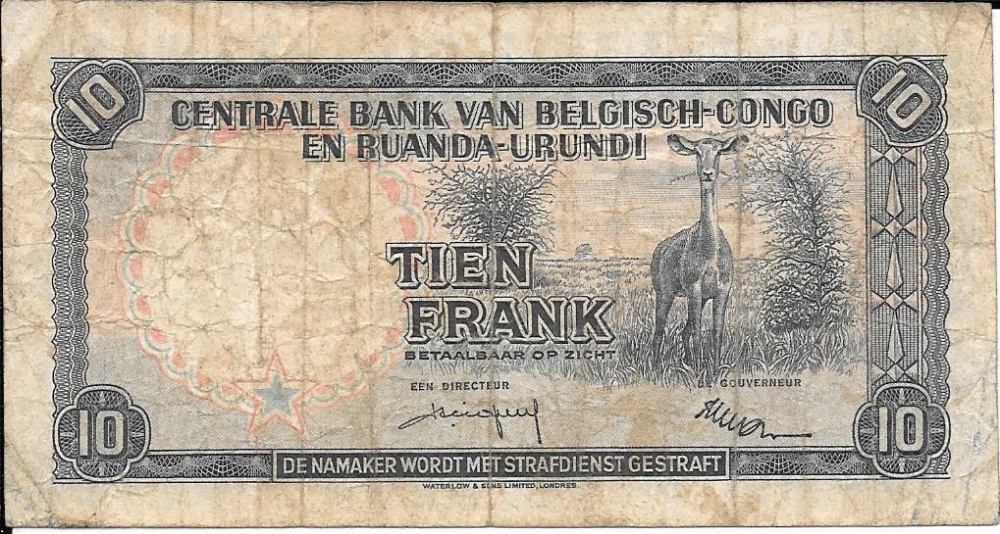 10
10
CENTRALE BANK VAN BELGISCH-CONGO
EN RUANDA-URUNDI
TIEN
FRANK
BETAALBAAR OP ZICHT
EEN DIRECTEUR
DE GOUVERNEUR
10
10
DE NAMAKER WORDT MET STRAFDIENST GESTRAFT
WATERLOW & SONS LIMITED, LONDRES.